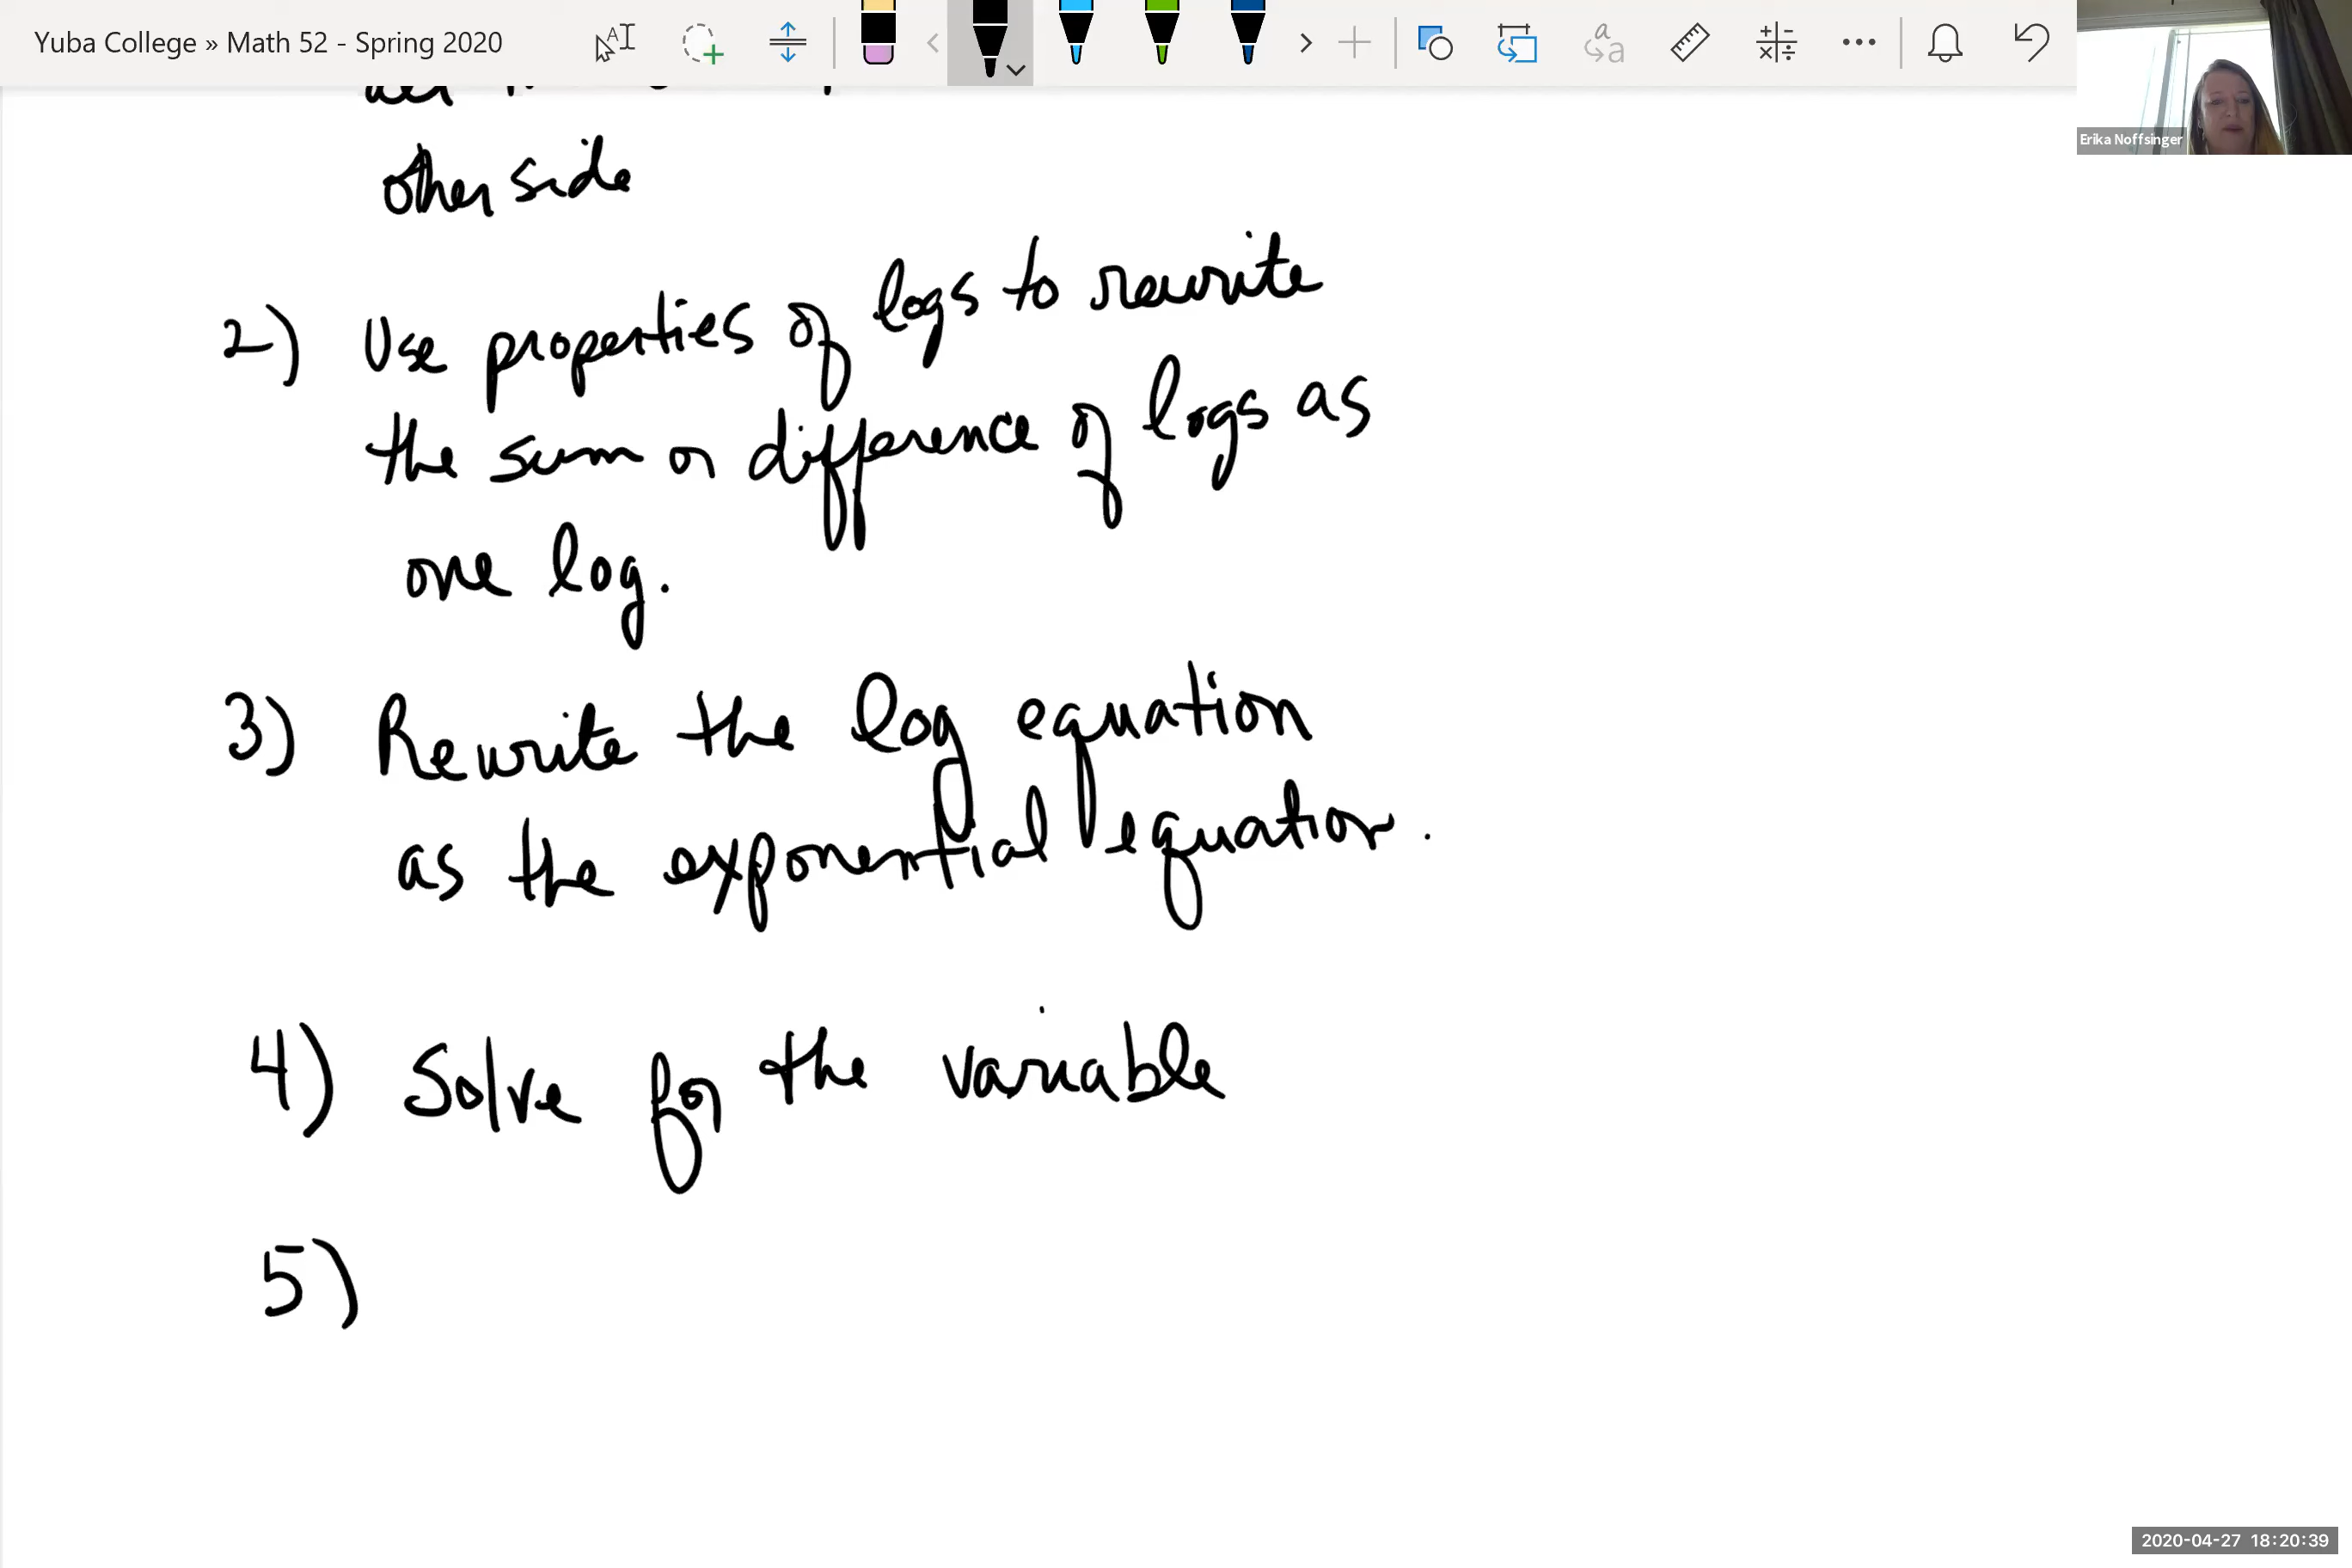 Yuba College » Math 52 - Spring 2020
Erika Noffsinger
other side
2) Use properties of logs to rewrite
the sum or difference of logs as
one log.
3) Rewrite the log equation
as the exponential equation.
4) Solve for the variable
5)
2020-04-27 18:20:39